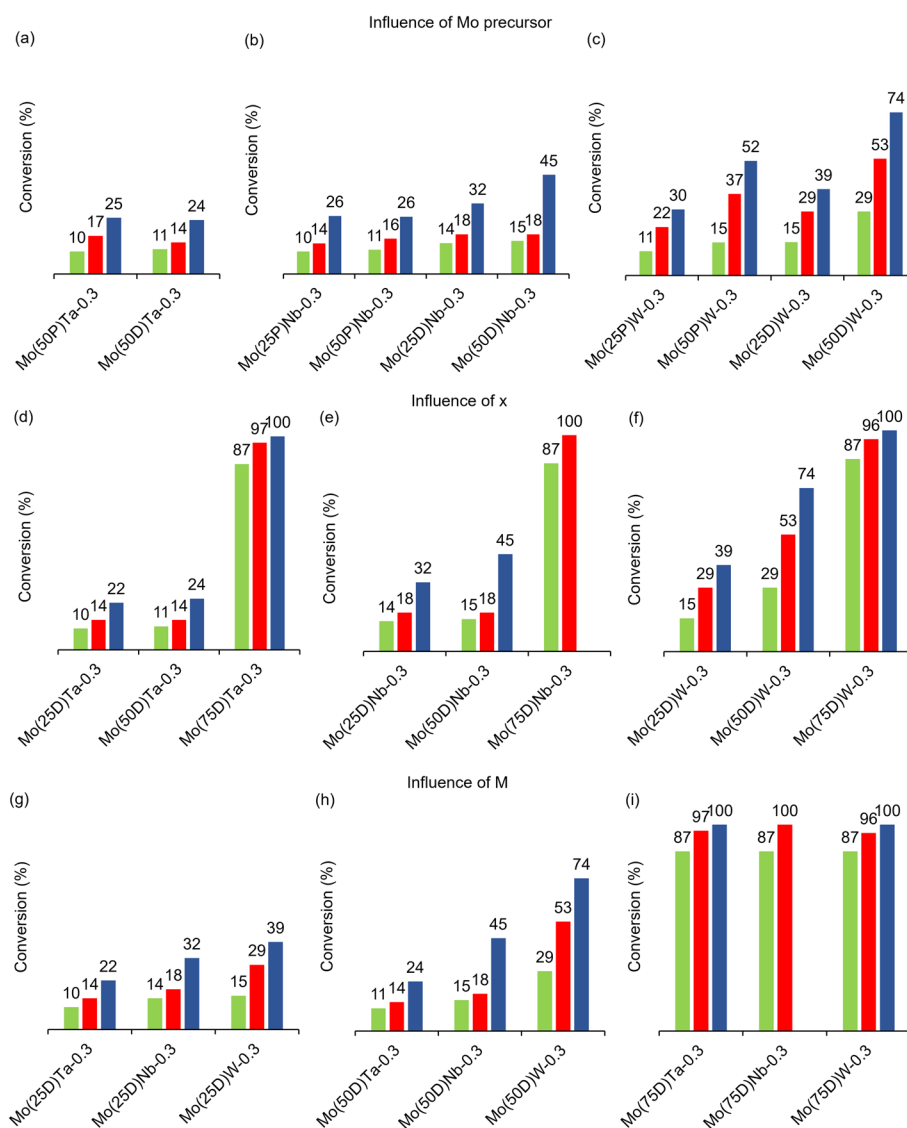 Influence of Mo precursor
(a)
Conversion (%)
10 17 25
11 14 24
Mo(50P)Ta-0.3
Mo(50D)Ta-0.3
(b)
Conversion (%)
10 14 26
11 16 26
14 18 32
15 18 45
Mo(25P)Nb-0.3
Mo(50P)Nb-0.3
Mo(25D)Nb-0.3
Mo(50D)Nb-0.3
(c)
Conversion (%)
11 22 30
15 37 52
15 29 39
29 53 74
Mo(25P)W-0.3
Mo(50P)W-0.3
Mo(25D)W-0.3
Mo(50D)W-0.3
Influence of x
(d)
Conversion (%)
10 14 22
11 14 24
87 97 100
Mo(25D)Ta-0.3
Mo(50D)Ta-0.3
Mo(75D)Ta-0.3
(e)
Conversion (%)
14 18 32
15 18 45
87 100
Mo(25D)Nb-0.3
Mo(50D)Nb-0.3
Mo(75D)Nb-0.3
(f)
Conversion (%)
15 29 39
29 53 74
87 96 100
Mo(25D)W-0.3
Mo(50D)W-0.3
Mo(75D)W-0.3
Influence of M
(g)
Conversion (%)
10 14 22
14 18 32
15 29 39
Mo(25D)Ta-0.3
Mo(25D)Nb-0.3
Mo(25D)W-0.3
(h)
Conversion (%)
11 14 24
15 18 45
29 53 74
Mo(50D)Ta-0.3
Mo(50D)Nb-0.3
Mo(50D)W-0.3
(i)
Conversion (%)
87 97 100
87 100
87 96 100
Mo(75D)Ta-0.3
Mo(75D)Nb-0.3
Mo(75D)W-0.3